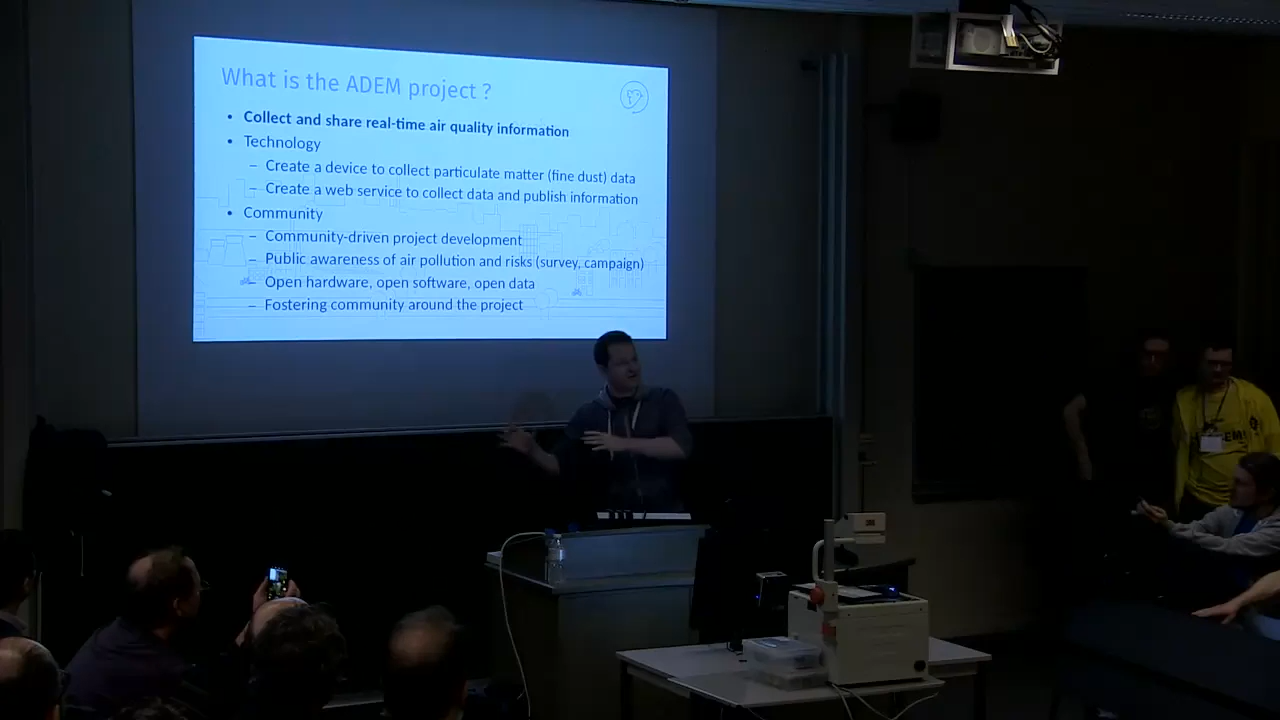 What is the ADEM project ?
• Collect and share real-time air quality information
• Technology
– Create a device to collect particulate matter (fine dust) data
– Create a web service to collect data and publish information
• Community
– Community-driven project development
– Public awareness of air pollution and risks (survey, campaign)
– Open hardware, open software, open data
– Fostering community around the project